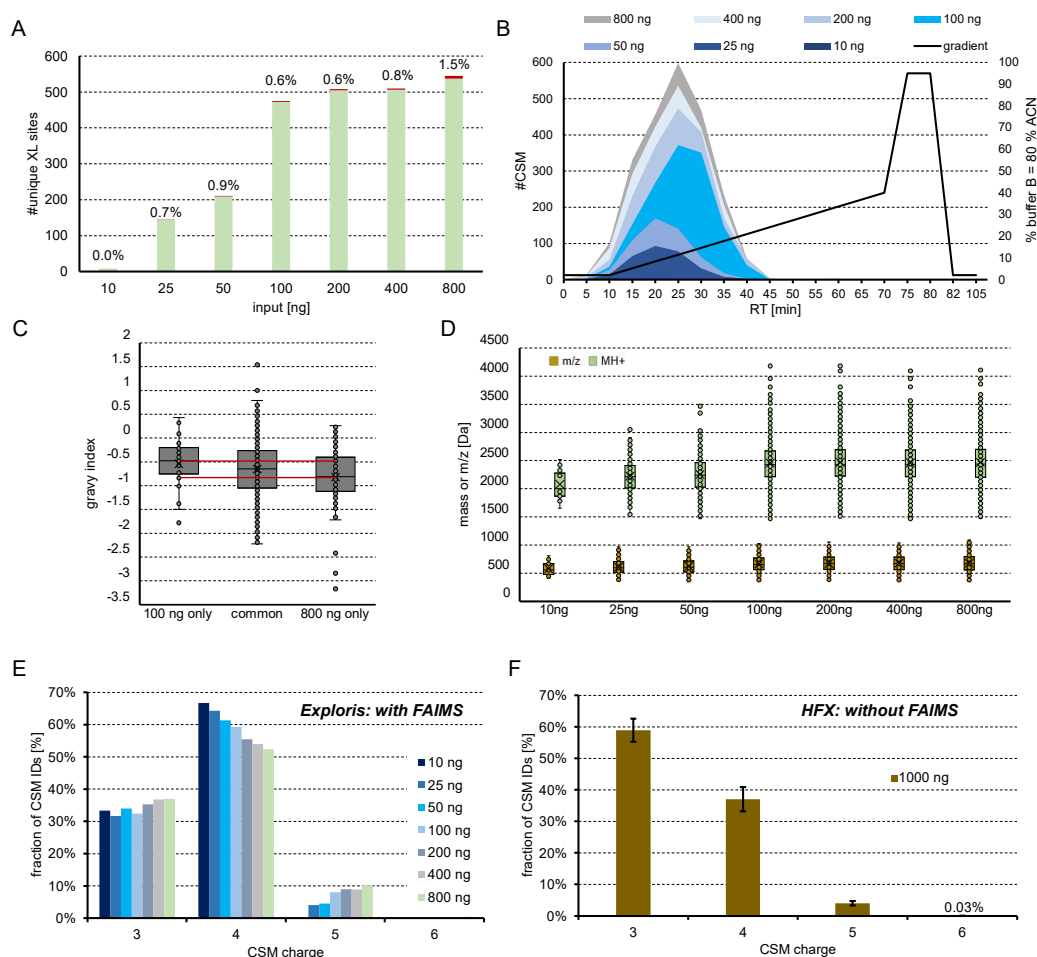 A
#unique XL sites
600
500
400
300
200
100
0
0.0%
0.7%
0.9%
0.6%
0.6%
0.8%
1.5%
10 25 50 100 200 400 800
input [ng]
B
800 ng 400 ng 200 ng 100 ng
50 ng 25 ng 10 ng gradient
#CSM
600
500
400
300
200
100
0
100
90
80
70
60
50
40
30
20
10
0
% buffer B = 80 % ACN
0 5 10 15 20 25 30 35 40 45 50 55 60 70 75 80 82 105
RT [min]
C
gravy index
2
1.5
1
0.5
0
-0.5
-1
-1.5
-2
-2.5
-3
-3.5
100 ng only common 800 ng only
D
mass or m/z [Da]
4500
4000
3500
3000
2500
2000
1500
1000
500
0
m/z MH+
10ng 25ng 50ng 100ng 200ng 400ng 800ng
E
fraction of CSM IDs [%]
70%
60%
50%
40%
30%
20%
10%
0%
Exploris: with FAIMS
10 ng
25 ng
50 ng
100 ng
200 ng
400 ng
800 ng
3 4 5 6
CSM charge
F
fraction of CSM IDs [%]
70%
60%
50%
40%
30%
20%
10%
0%
HFX: without FAIMS
1000 ng
0.03%
3 4 5 6
CSM charge